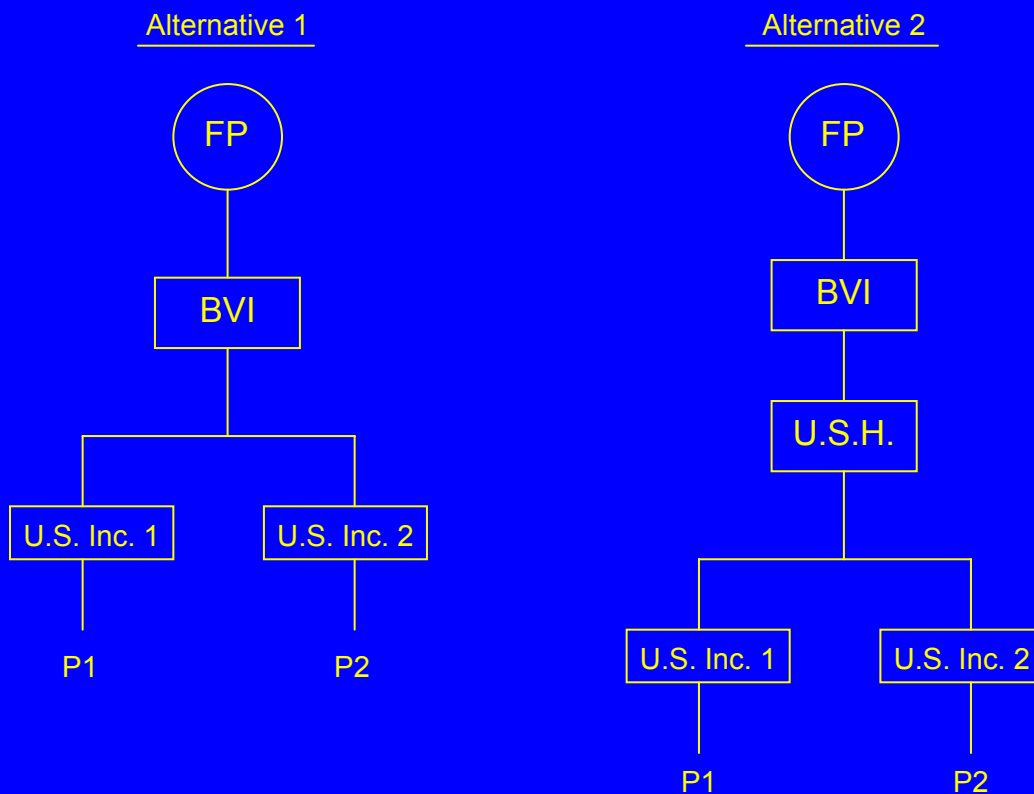 Alternative 1
FP
BVI
U.S. Inc. 1
U.S. Inc. 2
P1
P2
Alternative 2
FP
BVI
U.S.H.
U.S. Inc. 1
U.S. Inc. 2
P1
P2